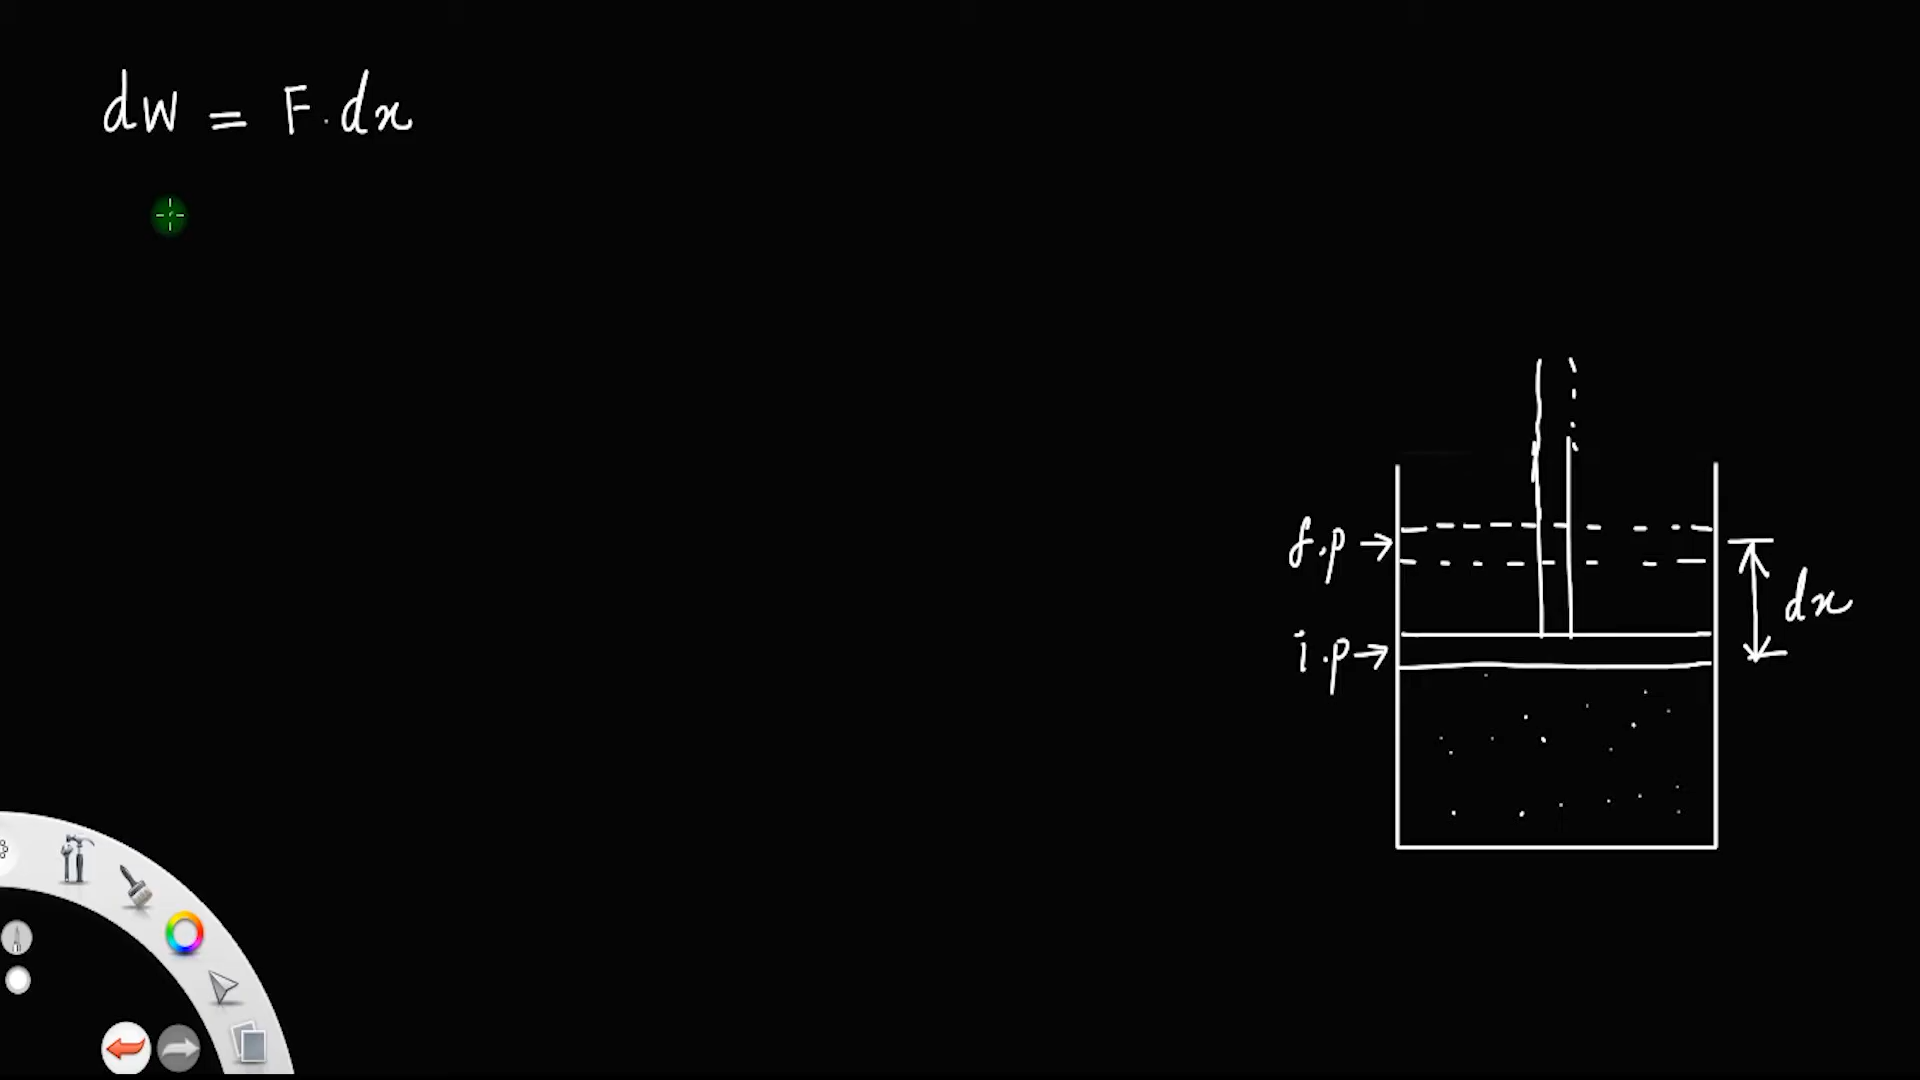 dW = F.dx
f.p →
dx
i.p →